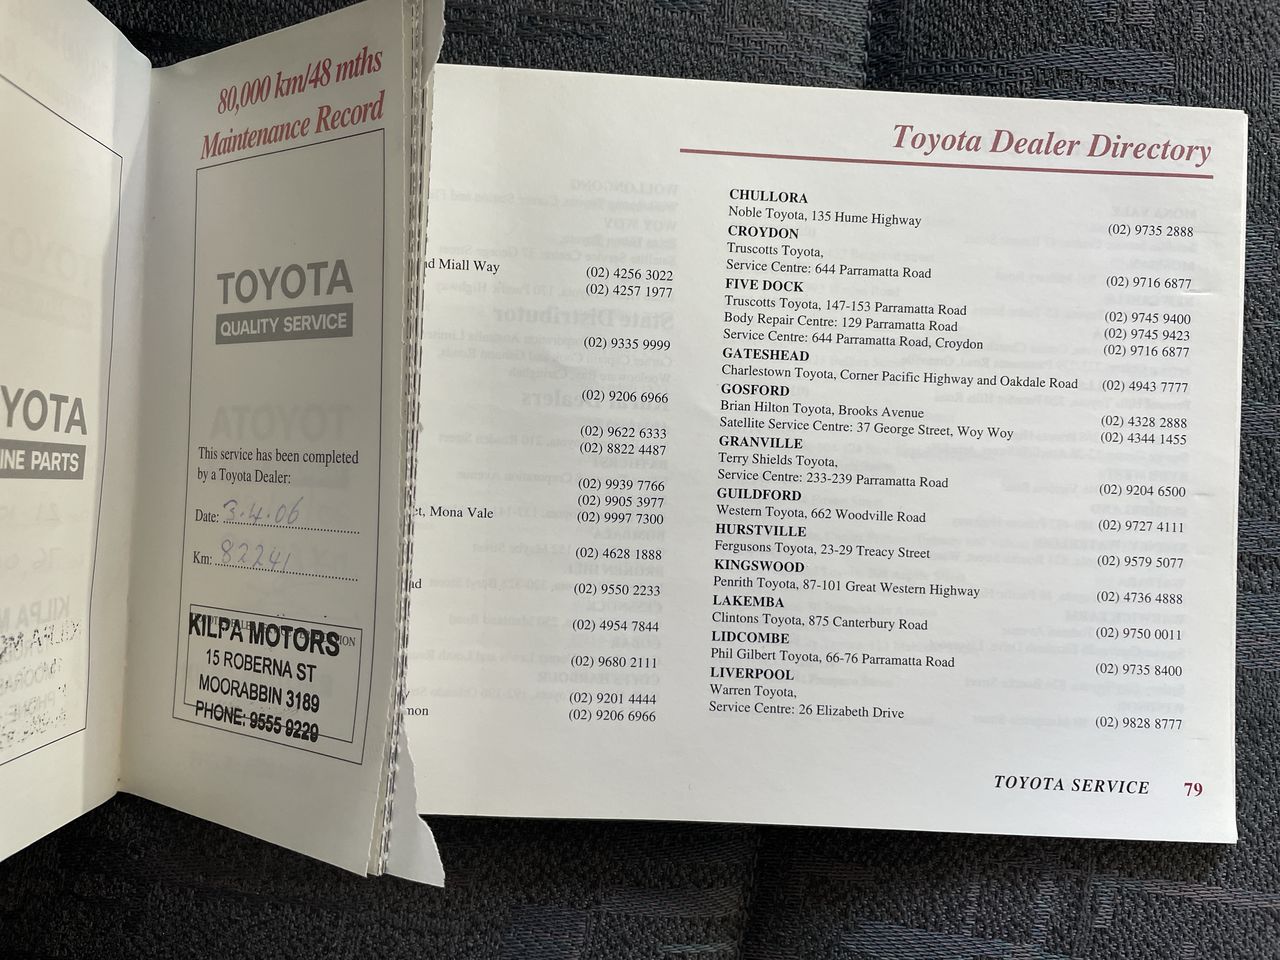 YOTA
INE PARTS
80,000 km/48 mths
Maintenance Record
TOYOTA
QUALITY SERVICE
This service has been completed
by a Toyota Dealer:
Date: 3.4.06
Km: 82241
KILPA MOTORS
15 ROBERNA ST
MOORABBIN 3189
PHONE: 9555 9229
d Miall Way (02) 4256 3022
(02) 4257 1977
(02) 9335 9999
(02) 9206 6966
(02) 9622 6333
(02) 8822 4487
(02) 9939 7766
(02) 9905 3977
t, Mona Vale (02) 9997 7300
(02) 4628 1888
(02) 9550 2233
(02) 4954 7844
(02) 9680 2111
(02) 9201 4444
mon (02) 9206 6966
Toyota Dealer Directory
CHULLORA
Noble Toyota, 135 Hume Highway (02) 9735 2888
CROYDON
Truscotts Toyota,
Service Centre: 644 Parramatta Road (02) 9716 6877
FIVE DOCK
Truscotts Toyota, 147-153 Parramatta Road (02) 9745 9400
Body Repair Centre: 129 Parramatta Road (02) 9745 9423
Service Centre: 644 Parramatta Road, Croydon (02) 9716 6877
GATESHEAD
Charlestown Toyota, Corner Pacific Highway and Oakdale Road (02) 4943 7777
GOSFORD
Brian Hilton Toyota, Brooks Avenue (02) 4328 2888
Satellite Service Centre: 37 George Street, Woy Woy (02) 4344 1455
GRANVILLE
Terry Shields Toyota,
Service Centre: 233-239 Parramatta Road (02) 9204 6500
GUILDFORD
Western Toyota, 662 Woodville Road (02) 9727 4111
HURSTVILLE
Fergusons Toyota, 23-29 Treacy Street (02) 9579 5077
KINGSWOOD
Penrith Toyota, 87-101 Great Western Highway (02) 4736 4888
LAKEMBA
Clintons Toyota, 875 Canterbury Road (02) 9750 0011
LIDCOMBE
Phil Gilbert Toyota, 66-76 Parramatta Road (02) 9735 8400
LIVERPOOL
Warren Toyota,
Service Centre: 26 Elizabeth Drive (02) 9828 8777
TOYOTA SERVICE 79